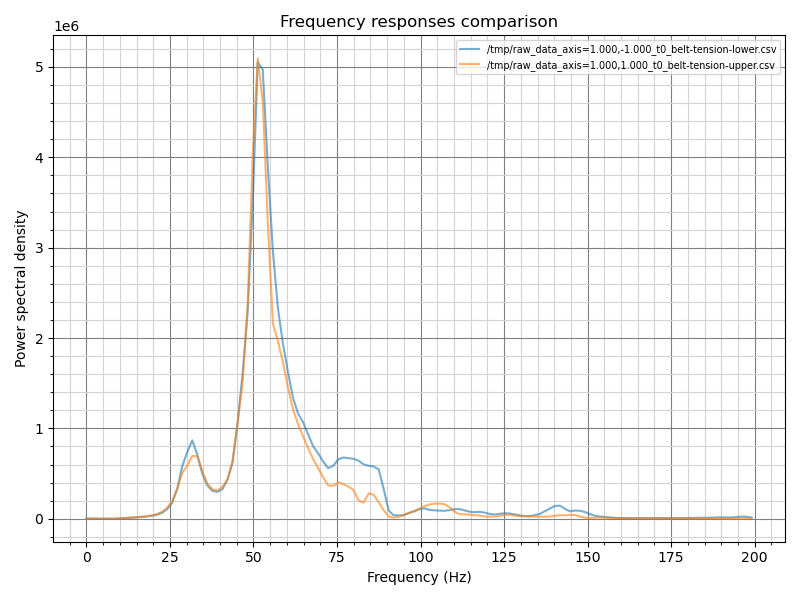 Frequency responses comparison
1e6
/tmp/raw_data_axis=1.000,-1.000_t0_belt-tension-lower.csv
/tmp/raw_data_axis=1.000,1.000_t0_belt-tension-upper.csv
Power spectral density
5
4
3
2
1
0
0 25 50 75 100 125 150 175 200
Frequency (Hz)